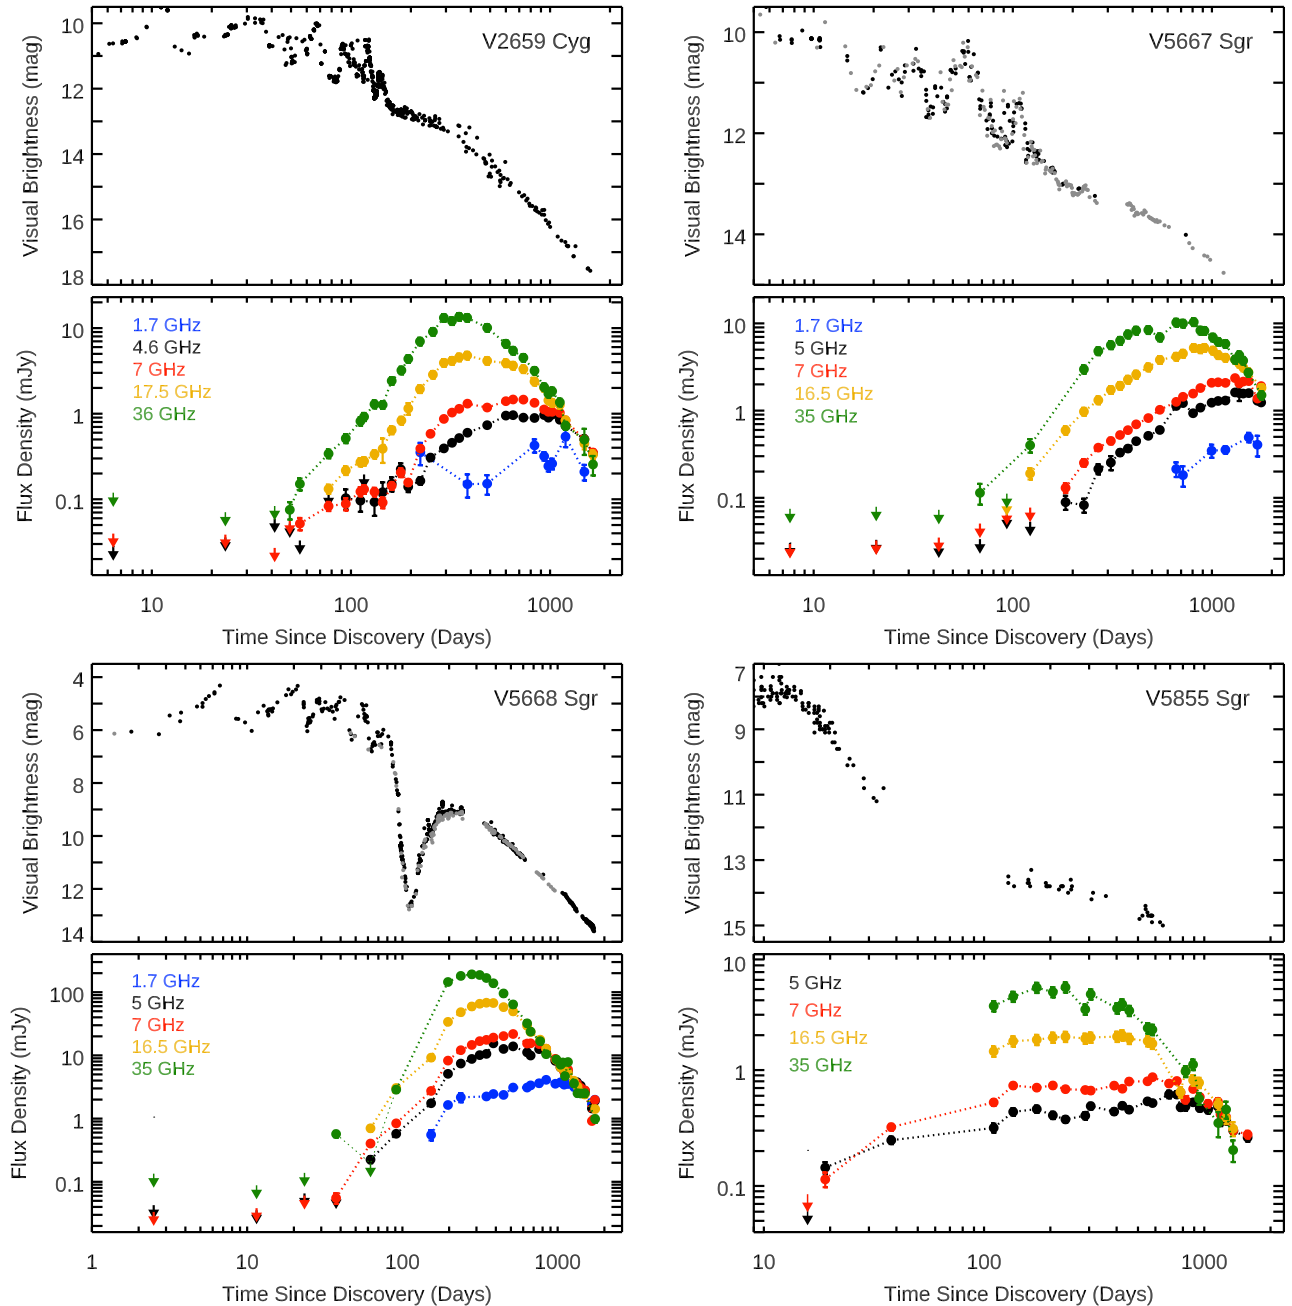 V2659 Cyg
Visual Brightness (mag)
10
12
14
16
18
1.7 GHz
4.6 GHz
7 GHz
17.5 GHz
36 GHz
Flux Density (mJy)
10
1
0.1
10 100 1000
Time Since Discovery (Days)
V5667 Sgr
Visual Brightness (mag)
10
12
14
1.7 GHz
5 GHz
7 GHz
16.5 GHz
35 GHz
Flux Density (mJy)
10
1
0.1
10 100 1000
Time Since Discovery (Days)
V5668 Sgr
Visual Brightness (mag)
4
6
8
10
12
14
1.7 GHz
5 GHz
7 GHz
16.5 GHz
35 GHz
Flux Density (mJy)
100
10
1
0.1
1 10 100 1000
Time Since Discovery (Days)
V5855 Sgr
Visual Brightness (mag)
7
9
11
13
15
5 GHz
7 GHz
16.5 GHz
35 GHz
Flux Density (mJy)
10
1
0.1
10 100 1000
Time Since Discovery (Days)